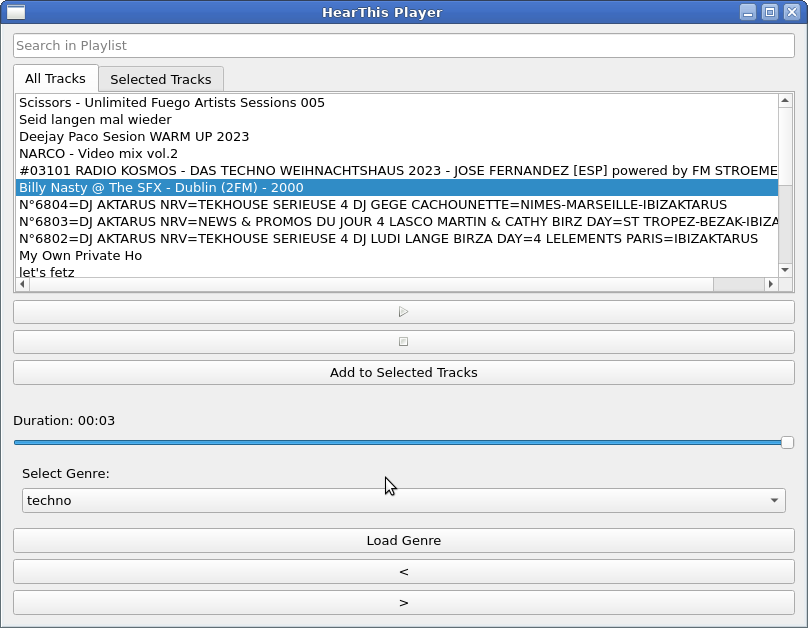 HearThis Player
Search in Playlist
All Tracks
Selected Tracks
Scissors - Unlimited Fuego Artists Sessions 005
Seid langen mal wieder
Deejay Paco Sesion WARM UP 2023
NARCO - Video mix vol.2
#03101 RADIO KOSMOS - DAS TECHNO WEIHNACHTSHAUS 2023 - JOSE FERNANDEZ [ESP] powered by FM STROEME
Billy Nasty @ The SFX - Dublin (2FM) - 2000
N°6804=DJ AKTARUS NRV=TEKHOUSE SERIEUSE 4 DJ GEGE CACHOUNETTE=NIMES-MARSEILLE-IBIZAKTARUS
N°6803=DJ AKTARUS NRV=NEWS & PROMOS DU JOUR 4 LASCO MARTIN & CATHY BIRZ DAY=ST TROPEZ-BEZAK-IBIZA
N°6802=DJ AKTARUS NRV=TEKHOUSE SERIEUSE 4 DJ LUDI LANGE BIRZA DAY=4 LELEMENTS PARIS=IBIZAKTARUS
My Own Private Ho
let's fetz
Add to Selected Tracks
Duration: 00:03
Select Genre:
techno
Load Genre
<
>